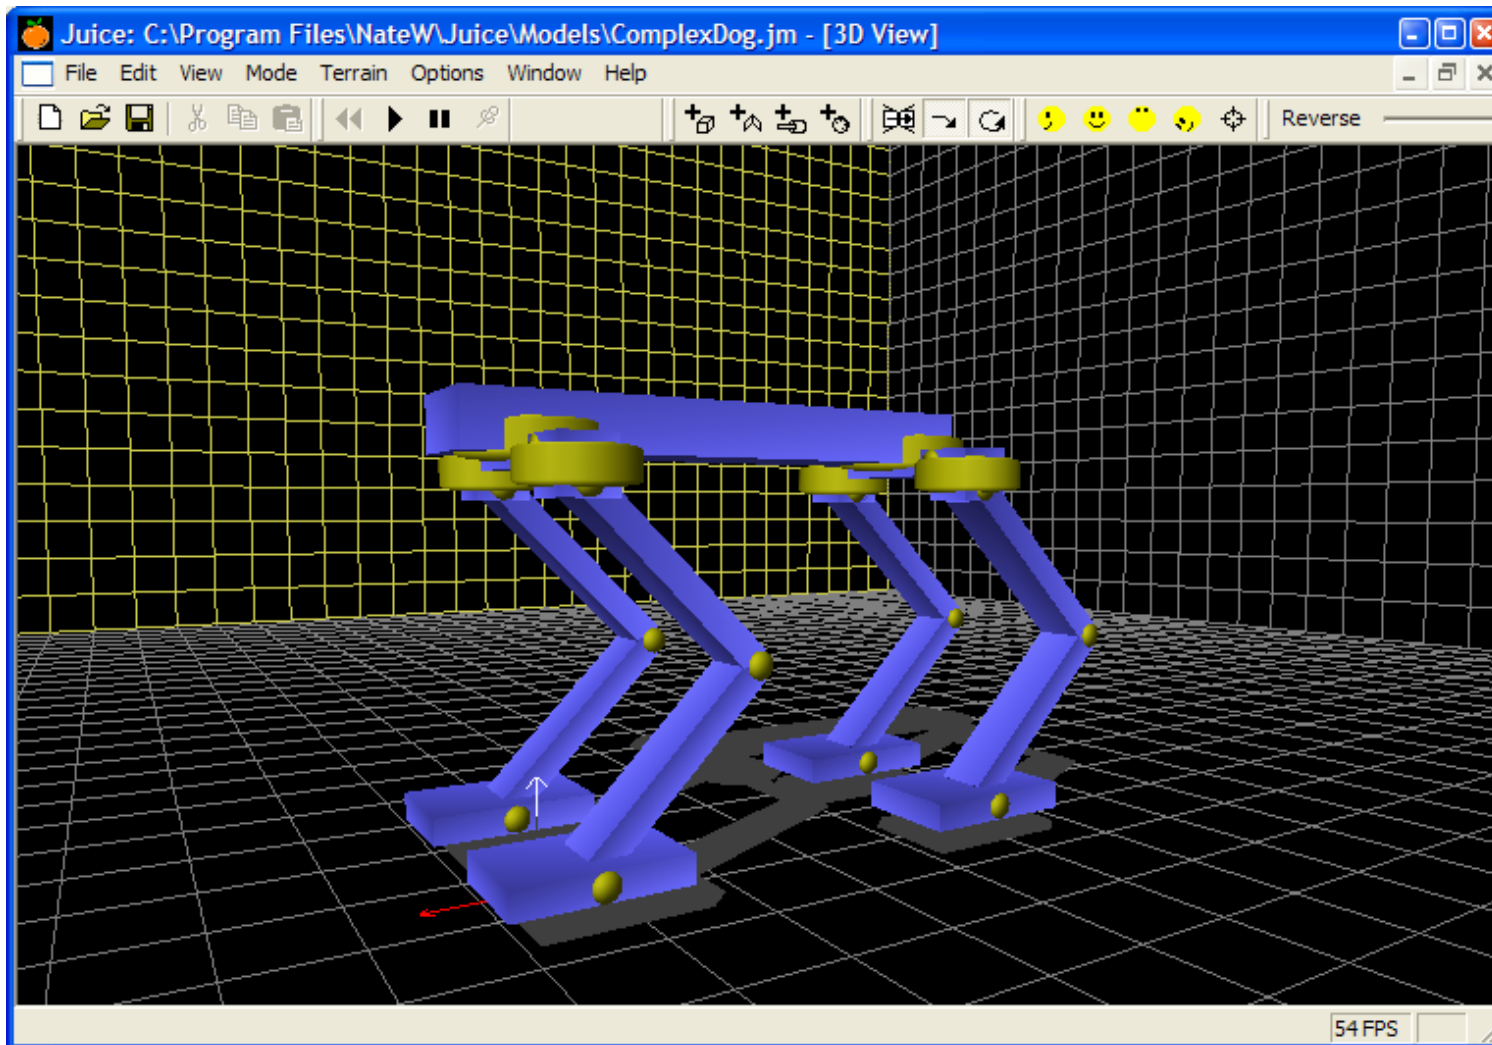 Juice: C:\Program Files\NateW\Juice\Models\ComplexDog.jm - [3D View]
File Edit View Mode Terrain Options Window Help
Reverse
54 FPS